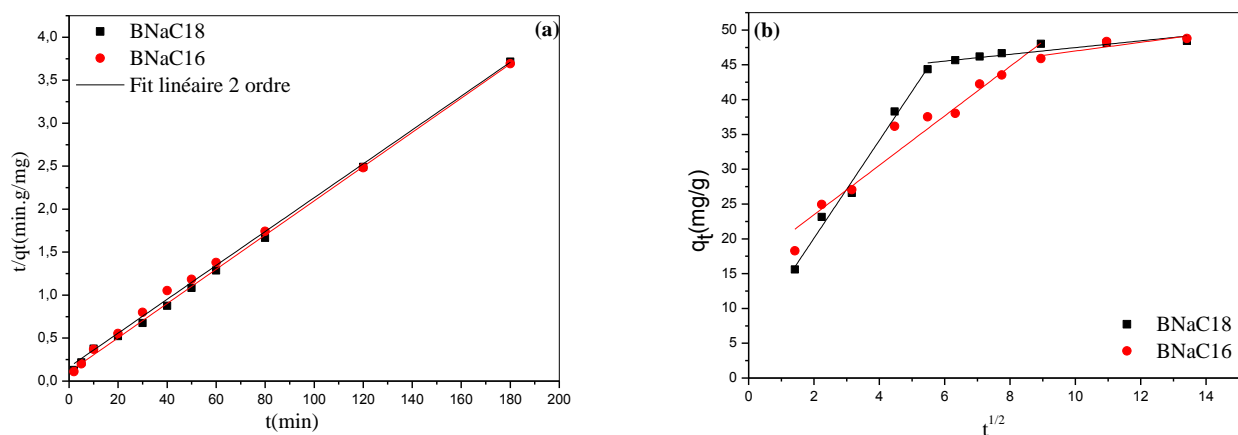 (a)
BNaC18
BNaC16
Fit linéaire 2 ordre
t/qt(min.g/mg)
4,0
3,5
3,0
2,5
2,0
1,5
1,0
0,5
0,0
0 20 40 60 80 100 120 140 160 180 200
t(min)
(b)
qt(mg/g)
50
45
40
35
30
25
20
15
10
5
0
BNaC18
BNaC16
0 2 4 6 8 10 12 14
t1/2